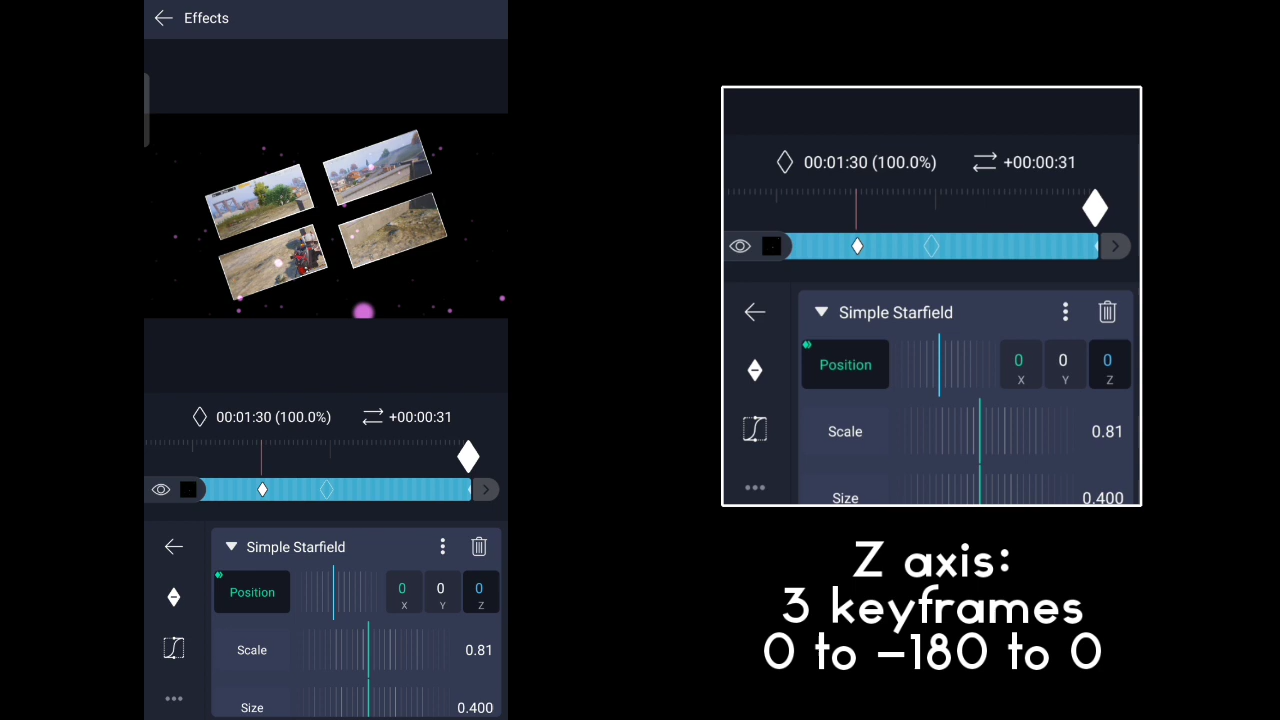 Effects
00:01:30 (100.0%)
+00:00:31
Simple Starfield
Position
0
0
0
X
Y
Z
Scale
0.81
Size
0.400
00:01:30 (100.0%)
+00:00:31
Simple Starfield
Position
0
0
0
X
Y
Z
Scale
0.81
Size
0.400
Z axis:
3 keyframes
0 to -180 to 0